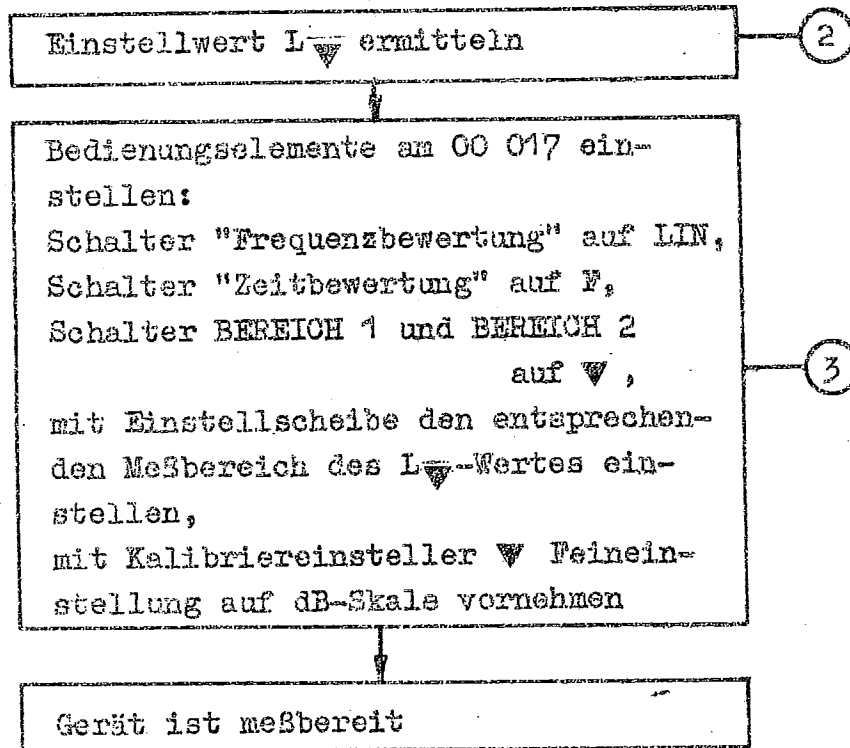 Einstellwert L▼ ermitteln
2
Bedienungselemente am 00 017 ein-
stellen:
Schalter "Frequenzbewertung" auf LIN,
Schalter "Zeitbewertung" auf F,
Schalter BEREICH 1 und BEREICH 2
auf ▼ ,
3
mit Einstellscheibe den entsprechen-
den Meßbereich des L▼-Wertes ein-
stellen,
mit Kalibriereinsteller ▼ Feinein-
stellung auf dB-Skale vornehmen
Gerät ist meßbereit